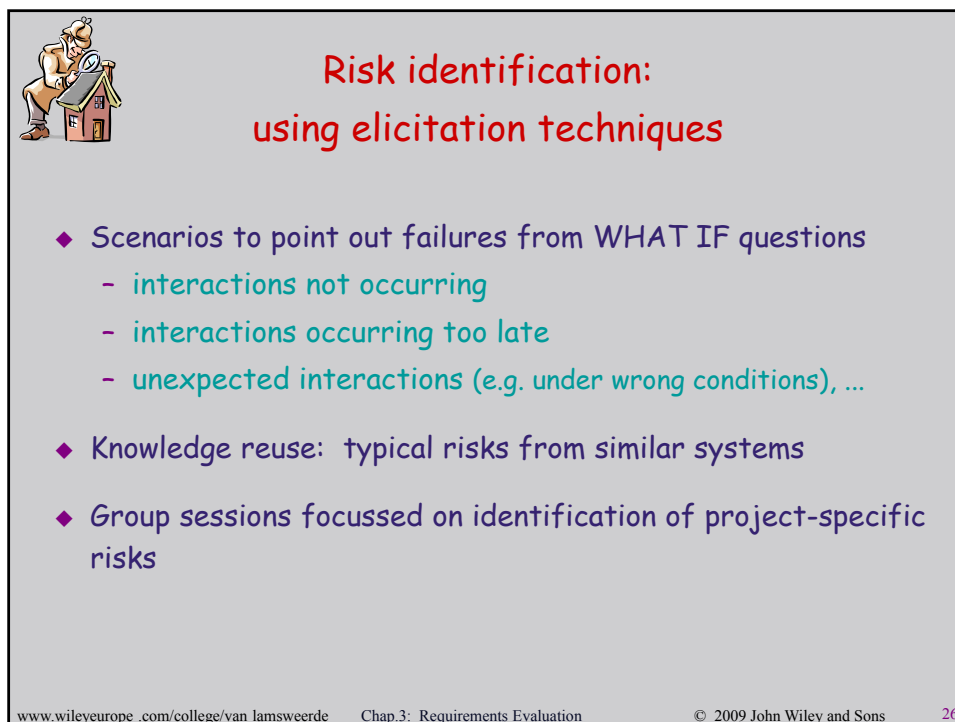 Risk identification:
using elicitation techniques
◆ Scenarios to point out failures from WHAT IF questions
– interactions not occurring
– interactions occurring too late
– unexpected interactions (e.g. under wrong conditions), ...
◆ Knowledge reuse: typical risks from similar systems
◆ Group sessions focussed on identification of project-specific
risks
www.wileyeurope .com/college/van lamsweerde Chap.3: Requirements Evaluation © 2009 John Wiley and Sons 26